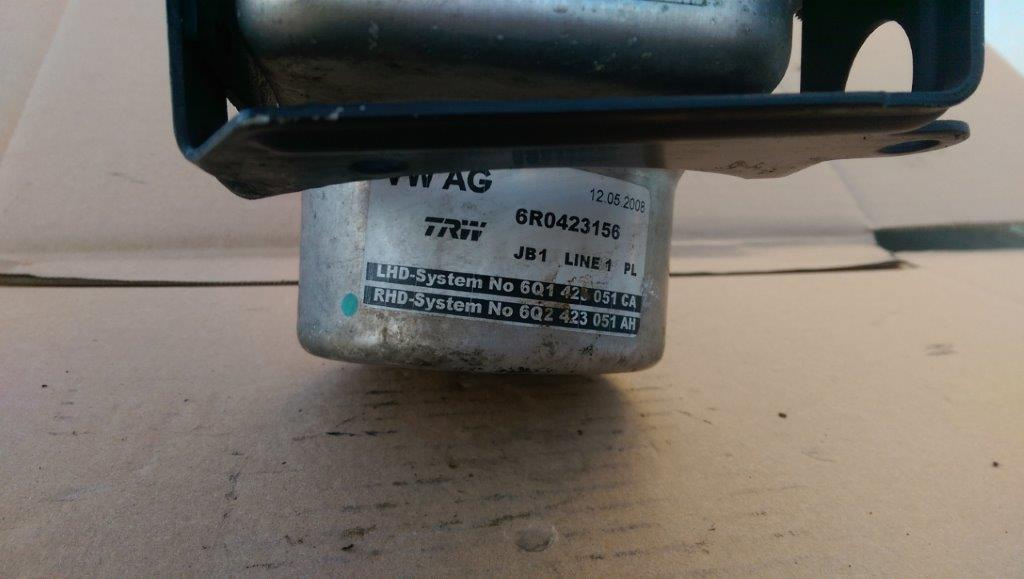 VW AG
12.05.2008
TRW
6R0423156
JB1 LINE 1 PL
LHD-System No 6Q1 423 051 CA
RHD-System No 6Q2 423 051 AH